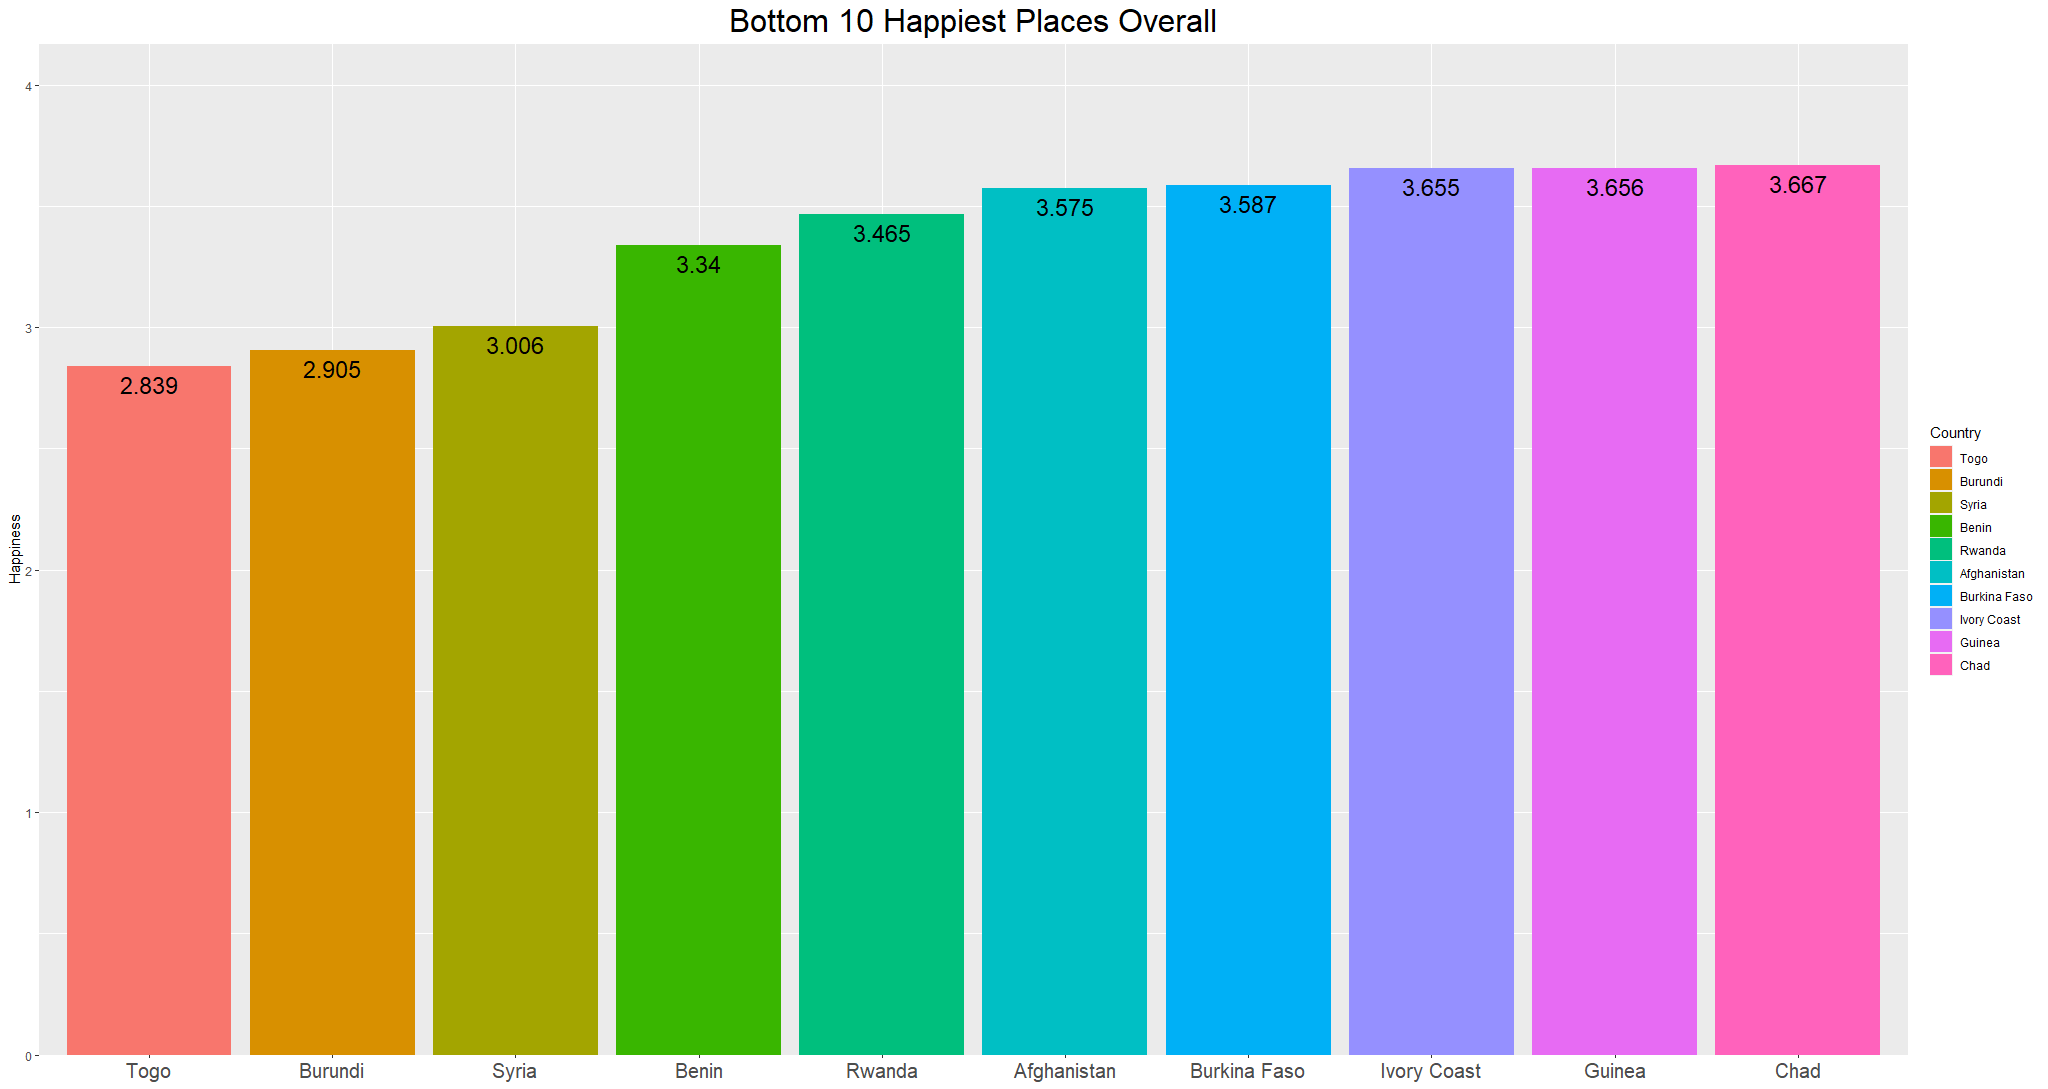 Bottom 10 Happiest Places Overall
Happiness
4
3
2
1
0
2.839
2.905
3.006
3.34
3.465
3.575
3.587
3.655
3.656
3.667
Togo
Burundi
Syria
Benin
Rwanda
Afghanistan
Burkina Faso
Ivory Coast
Guinea
Chad
Country
Togo
Burundi
Syria
Benin
Rwanda
Afghanistan
Burkina Faso
Ivory Coast
Guinea
Chad